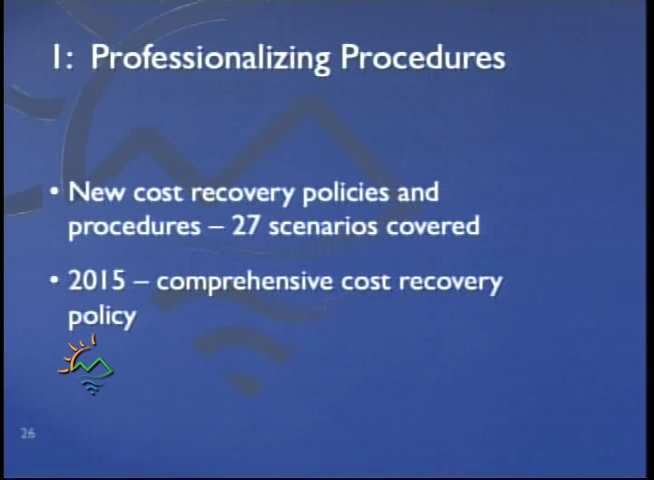 1: Professionalizing Procedures
• New cost recovery policies and
procedures – 27 scenarios covered
• 2015 – comprehensive cost recovery
policy
26